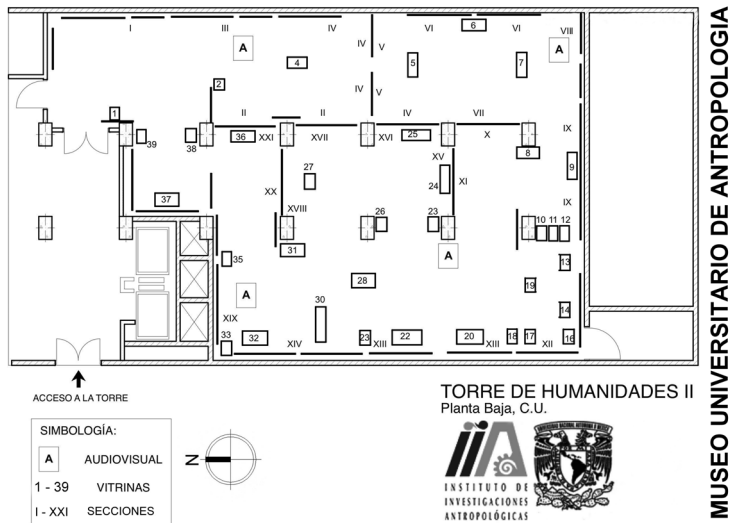 I
III
IV
IV
V
VI
6
VI
VIII
A
A
4
5
7
2
IV
V
1
II
II
IV
VII
IX
39
38
36
XXI
XVII
XVI
25
X
8
9
27
XV
24
XI
XX
XVIII
37
IX
26
23
10
11
12
31
A
35
13
28
19
A
30
14
XIX
33
32
XIV
23
XIII
22
20
XIII
18
17
XII
16
ACCESO A LA TORRE
SIMBOLOGÍA:
A AUDIOVISUAL
1 - 39 VITRINAS
I - XXI SECCIONES
N
TORRE DE HUMANIDADES II
Planta Baja, C.U.
IIA
INSTITUTO DE
INVESTIGACIONES
ANTROPOLÓGICAS
MUSEO UNIVERSITARIO DE ANTROPOLOGIA